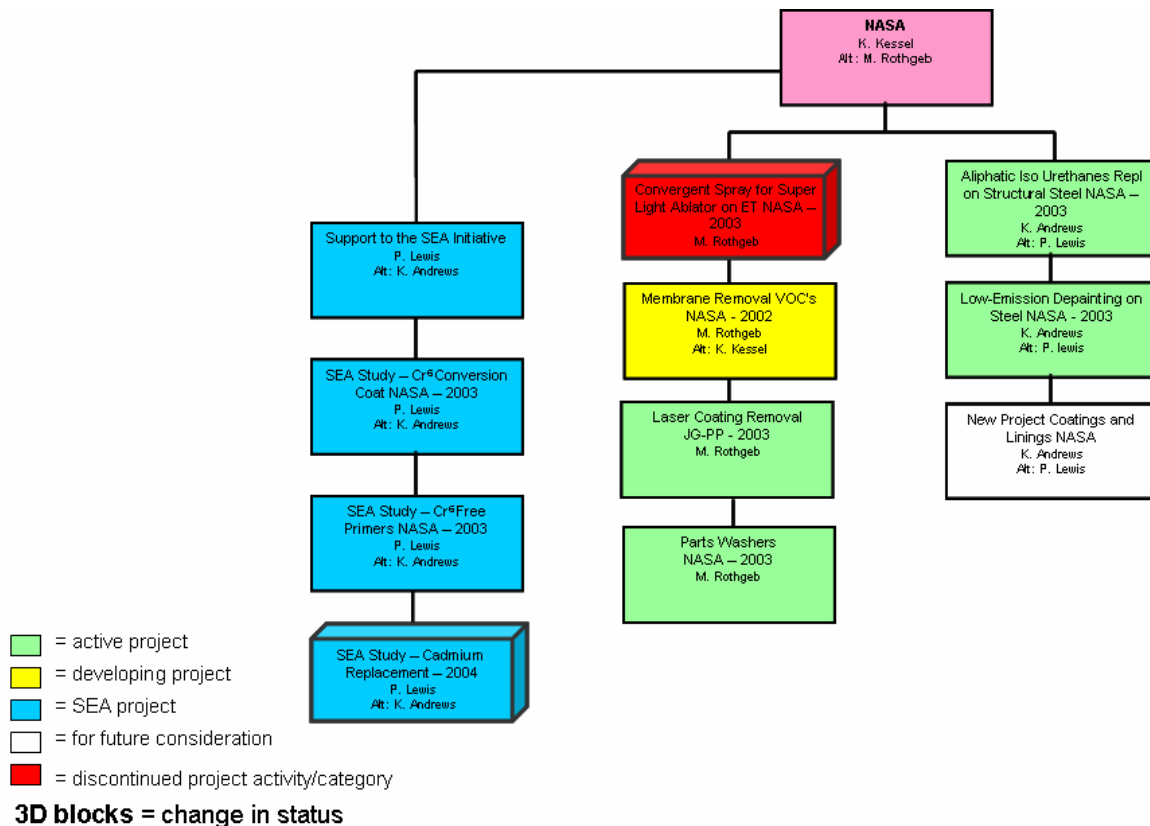 NASA
K. Kessel
Alt: M. Rothgeb
Support to the SEA Initiative
P. Lewis
Alt: K. Andrews
SEA Study – Cr⁶Conversion
Coat NASA – 2003
P. Lewis
Alt: K. Andrews
SEA Study – Cr⁶Free
Primers NASA – 2003
P. Lewis
Alt: K. Andrews
SEA Study – Cadmium
Replacement – 2004
P. Lewis
Alt: K. Andrews
Convergent Spray for Super
Light Ablator on ET NASA –
2003
M. Rothgeb
Membrane Removal VOC's
NASA - 2002
M. Rothgeb
Alt: K. Kessel
Laser Coating Removal
JG-PP - 2003
M. Rothgeb
Parts Washers
NASA – 2003
M. Rothgeb
Aliphatic Iso Urethanes Repl
on Structural Steel NASA –
2003
K. Andrews
Alt: P. Lewis
Low-Emission Depainting on
Steel NASA - 2003
K. Andrews
Alt: P. lewis
New Project Coatings and
Linings NASA
K. Andrews
Alt: P. Lewis
= active project
= developing project
= SEA project
= for future consideration
= discontinued project activity/category
3D blocks = change in status